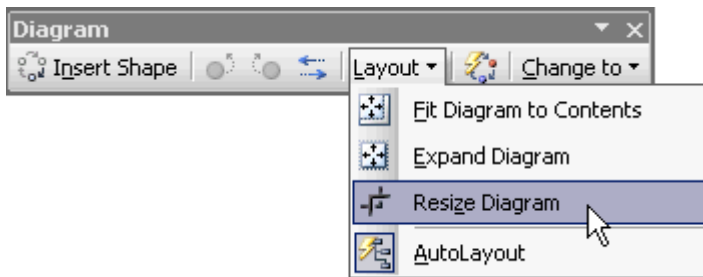 Diagram
Insert Shape Layout Change to
Fit Diagram to Contents
Expand Diagram
Resize Diagram
AutoLayout